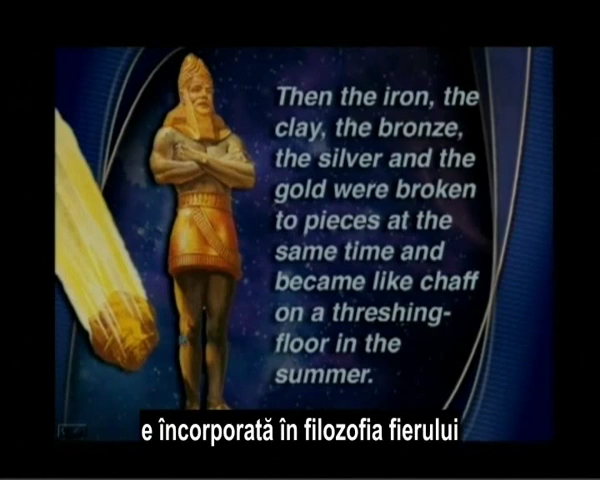 Then the iron, the
clay, the bronze,
the silver and the
gold were broken
to pieces at the
same time and
became like chaff
on a threshing-
floor in the
summer.
e încorporată în filozofia fierului